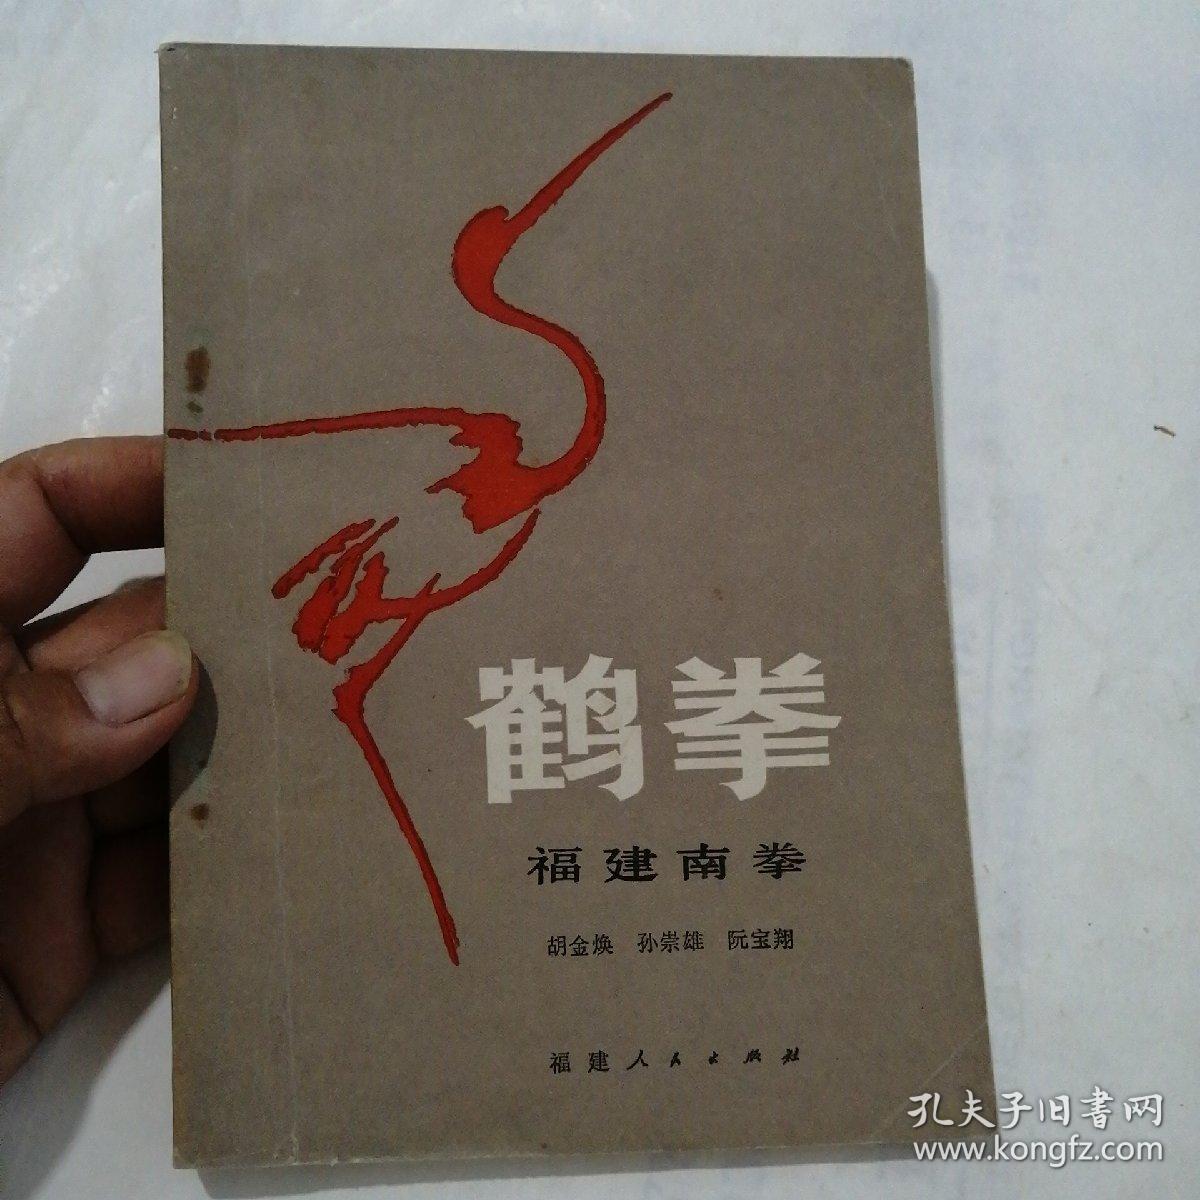 鹤拳
福建南拳
胡金焕 孙崇雄 阮宝翔
福建人民出版社
孔夫子旧書网
www.kongfz.com